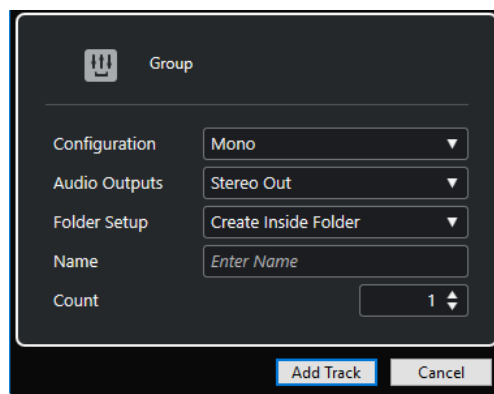 Group
Configuration Mono
Audio Outputs Stereo Out
Folder Setup Create Inside Folder
Name Enter Name
Count 1
Add Track Cancel